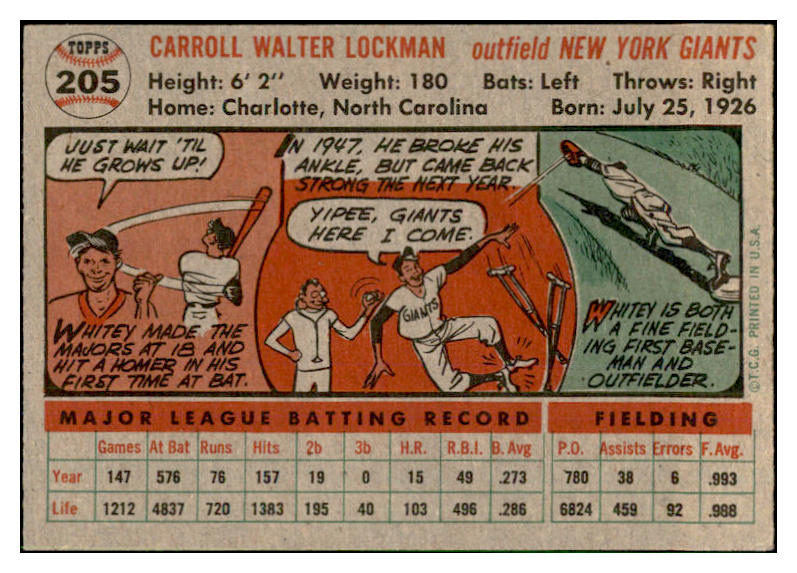 TOPPS
205
CARROLL WALTER LOCKMAN outfield NEW YORK GIANTS
Height: 6' 2" Weight: 180 Bats: Left Throws: Right
Home: Charlotte, North Carolina Born: July 25, 1926
JUST WAIT 'TIL
HE GROWS UP!
WHITEY MADE THE
MAJORS AT 18 AND
HIT A HOMER IN HIS
FIRST TIME AT BAT.
IN 1947, HE BROKE HIS
ANKLE, BUT CAME BACK
STRONG THE NEXT YEAR.
YIPEE, GIANTS
HERE I COME.
GIANTS
WHITEY IS BOTH
A FINE FIELD-
ING FIRST BASE-
MAN AND
OUTFIELDER.
©T.C.G. PRINTED IN U.S.A.
MAJOR LEAGUE BATTING RECORD FIELDING
Games At Bat Runs Hits 2b 3b H.R. R.B.I. B. Avg P.O. Assists Errors F. Avg.
Year 147 576 76 157 19 0 15 49 .273 780 38 6 .993
Life 1212 4837 720 1383 195 40 103 496 .286 6824 459 92 .988